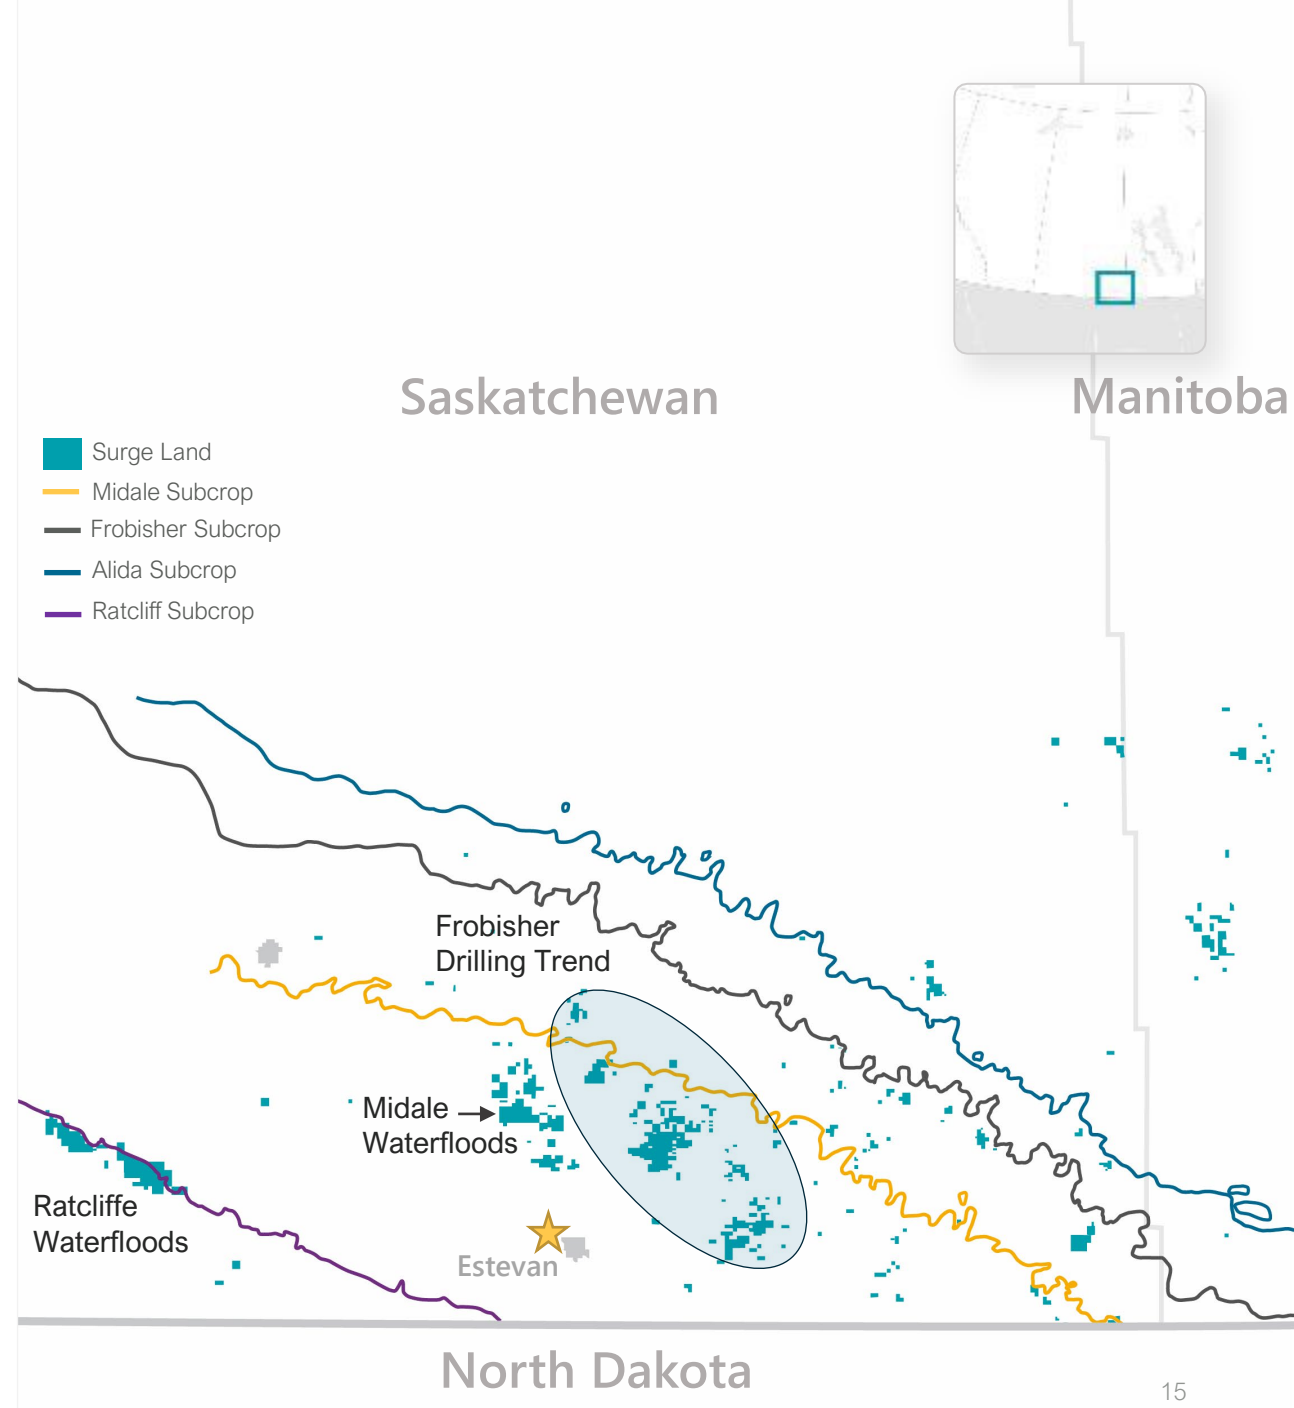 Saskatchewan
Manitoba
Surge Land
Midale Subcrop
Frobisher Subcrop
Alida Subcrop
Ratcliff Subcrop
Frobisher
Drilling Trend
Midale
Waterfloods
Ratcliffe
Waterfloods
Estevan
North Dakota
15